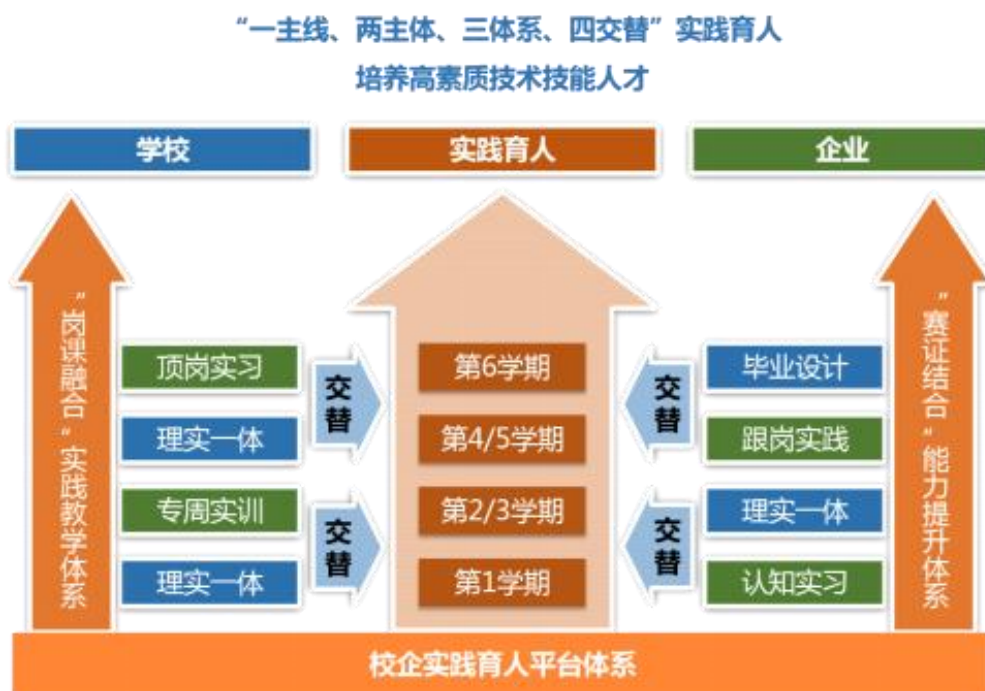 “一主线、两主体、三体系、四交替”实践育人
培养高素质技术技能人才
学校
实践育人
企业
“岗课融合“实践教学体系
顶岗实习
理实一体
专周实训
理实一体
交替
交替
第6学期
第4/5学期
第2/3学期
第1学期
交替
交替
毕业设计
跟岗实践
理实一体
认知实习
“赛证结合“能力提升体系
校企实践育人平台体系